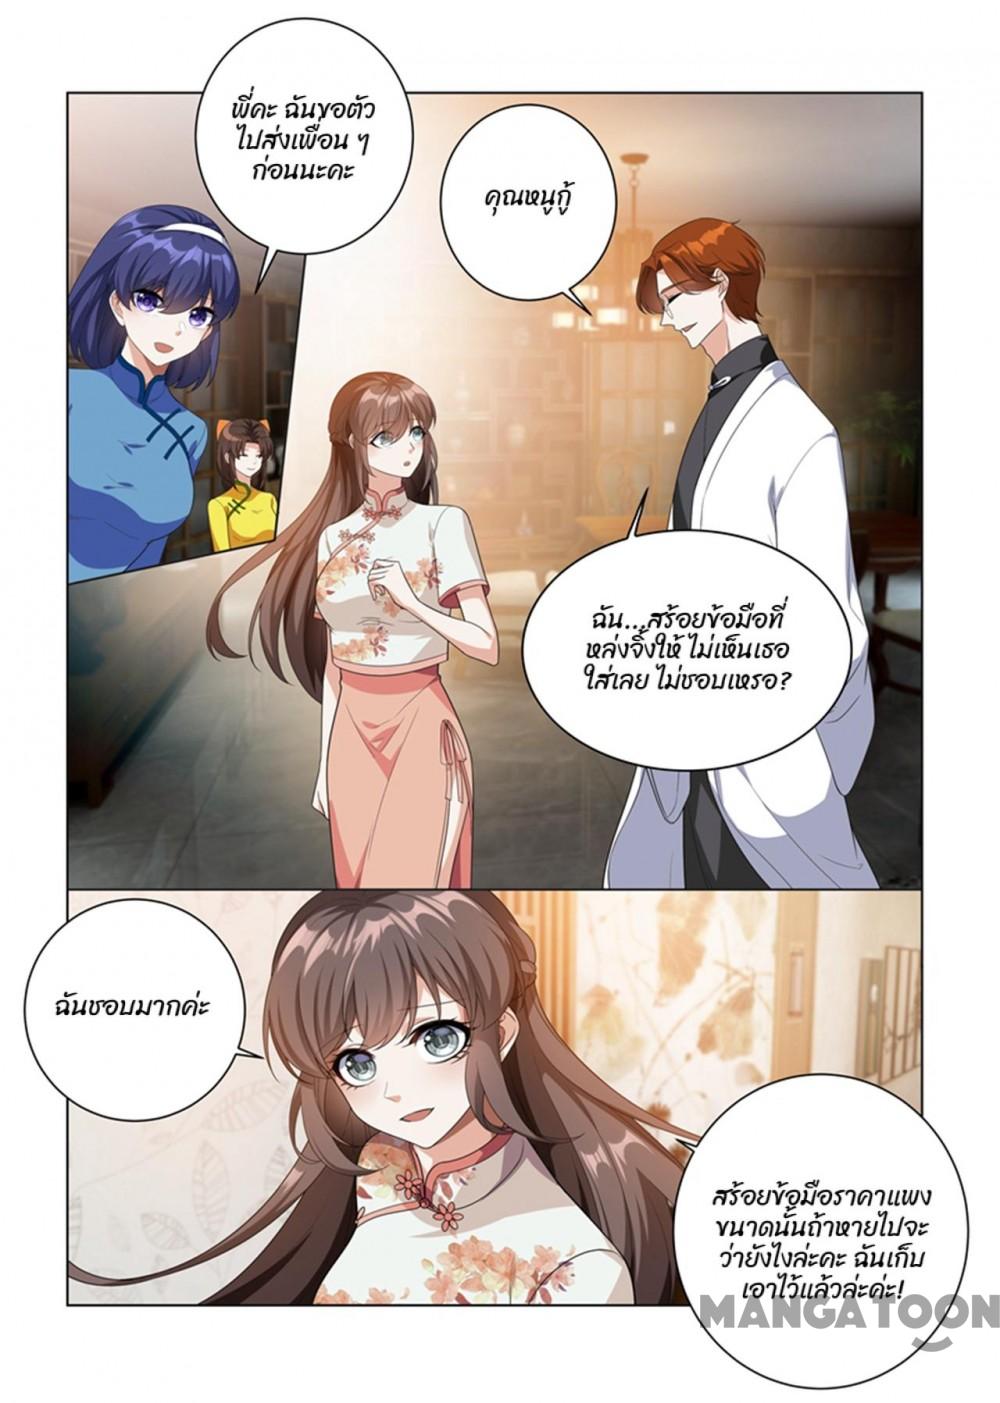 พี่คะ ฉันขอตัว
ไปส่งเพื่อน ๆ
ก่อนนะคะ
คุณหนูกู้
ฉัน...สร้อยข้อมือที่
หล่งจิ้งให้ ไม่เห็นเธอ
ใส่เลย ไม่ชอบเหรอ?
ฉันชอบมากค่ะ
สร้อยข้อมือราคาแพง
ขนาดนั้นถ้าหายไปจะ
ว่ายังไงล่ะคะ ฉันเก็บ
เอาไว้แล้วล่ะค่ะ!
MANGATOON